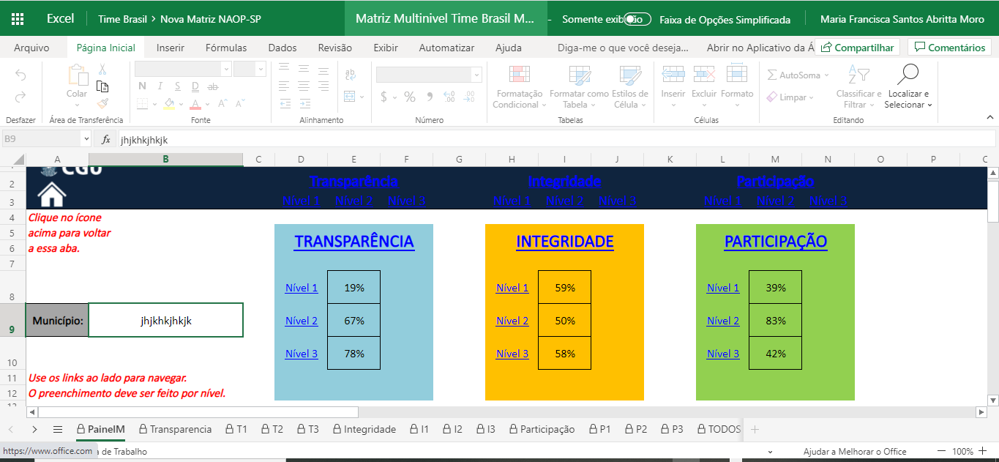 Excel
Time Brasil > Nova Matriz NAOP-SP
Matriz Multinivel Time Brasil M...
Somente exib
Faixa de Opções Simplificada
Maria Francisca Santos Abritta Moro
Arquivo
Página Inicial
Inserir
Fórmulas
Dados
Revisão
Exibir
Automatizar
Ajuda
Diga-me o que você deseja...
Abrir no Aplicativo da Á
Compartilhar
Comentários
Colar
N I S D ab
ab
$ % 9
Formatação Condicional
Formatar como Tabela
Estilos de Célula
Inserir
Excluir
Formato
AutoSoma
Limpar
Classificar e Filtrar
Localizar e Selecionar
Desfazer
Área de Transferência
Fonte
Alinhamento
Número
Tabelas
Células
Editando
B9
fx
jhjkhkjhkjk
A B C D E F G H I J K L M N O P C
CGU
2
Transparência
Integridade
Participação
3
Nível 1 Nível 2 Nível 3
Nível 1 Nível 2 Nível 3
Nível 1 Nível 2 Nível 3
4
Clique no ícone
5
acima para voltar
6
a essa aba.
TRANSPARÊNCIA
INTEGRIDADE
PARTICIPAÇÃO
7
8
Nível 1 19%
Nível 1 59%
Nível 1 39%
9
Município:
jhjkhkjhkjk
Nível 2 67%
Nível 2 50%
Nível 2 83%
10
Nível 3 78%
Nível 3 58%
Nível 3 42%
11
Use os links ao lado para navegar.
12
O preenchimento deve ser feito por nível.
PainelM
Transparencia
T1
T2
T3
Integridade
I1
I2
I3
Participação
P1
P2
P3
TODOS
https://www.office.com
a de Trabalho
Ajudar a Melhorar o Office
100%